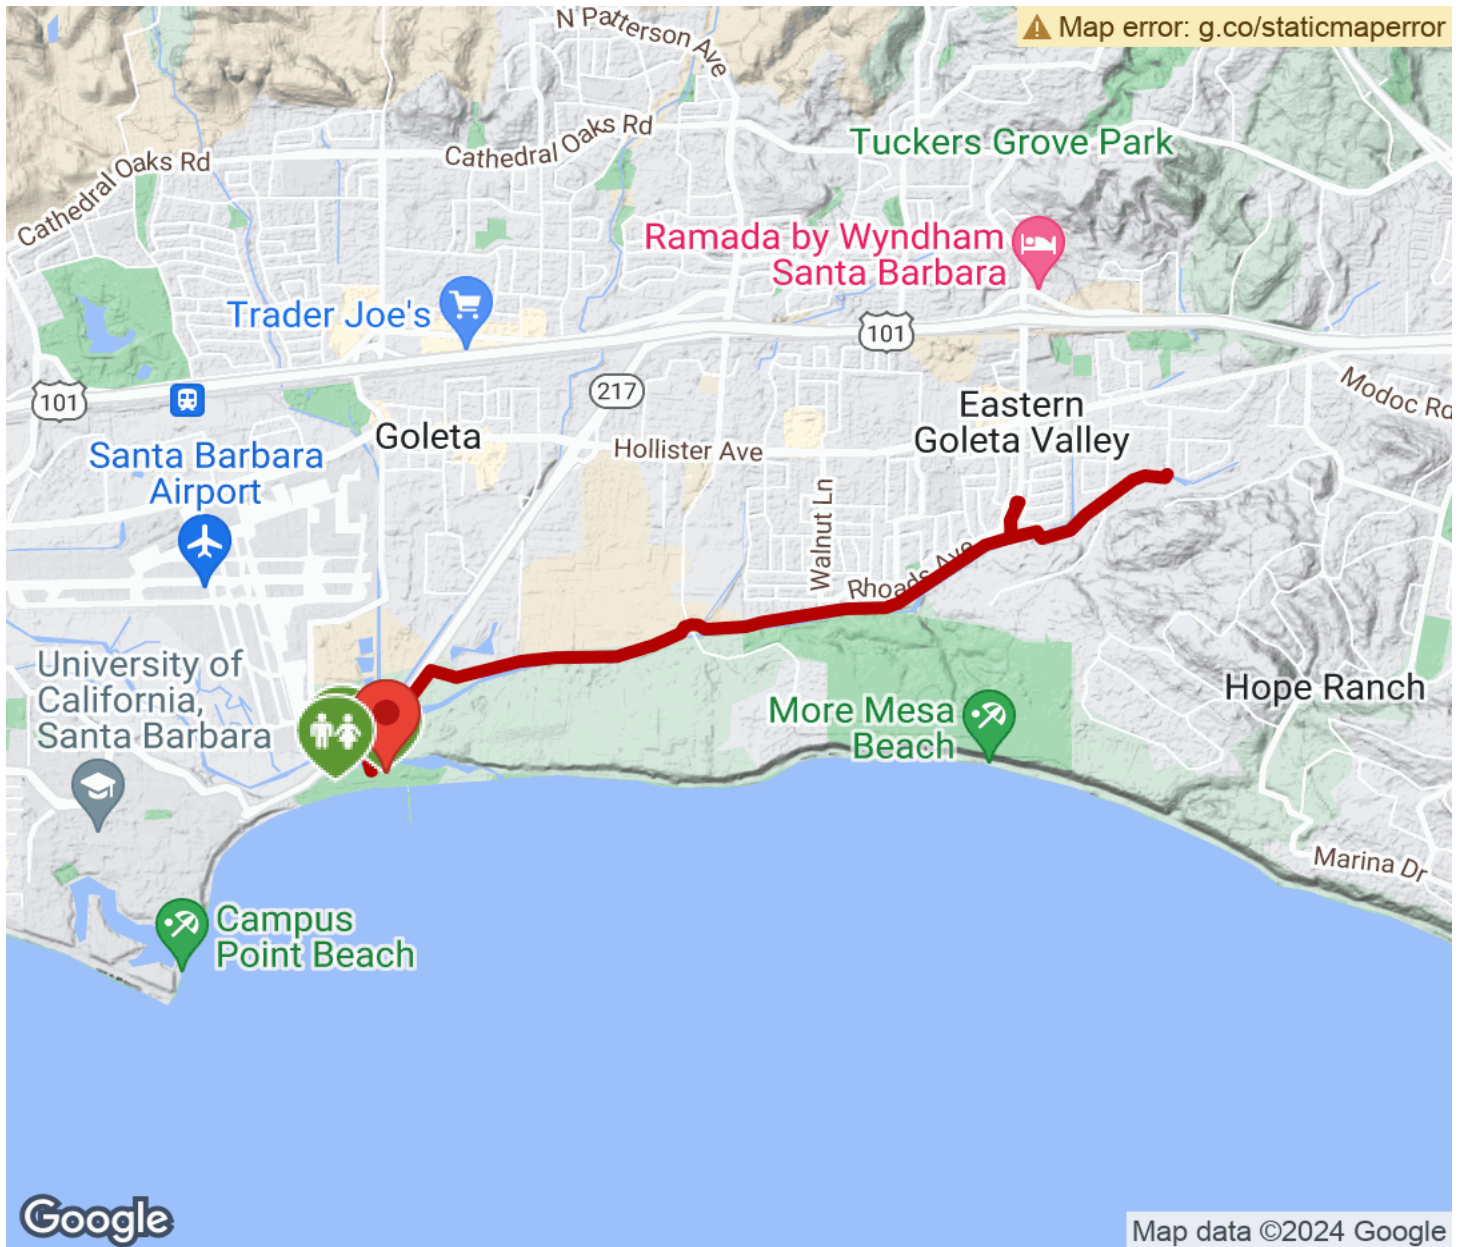 N Patterson Ave
Map error: g.co/staticmaperror
Cathedral Oaks Rd
Cathedral Oaks Rd
Tuckers Grove Park
Ramada by Wyndham
Santa Barbara
Trader Joe's
101
217
101
Modoc Rd
Eastern
Goleta Valley
Goleta
Hollister Ave
Santa Barbara
Airport
Walnut Ln
Rhoads Ave
University of
California,
Santa Barbara
Hope Ranch
More Mesa
Beach
Marina Dr
Campus
Point Beach
Google
Map data ©2024 Google